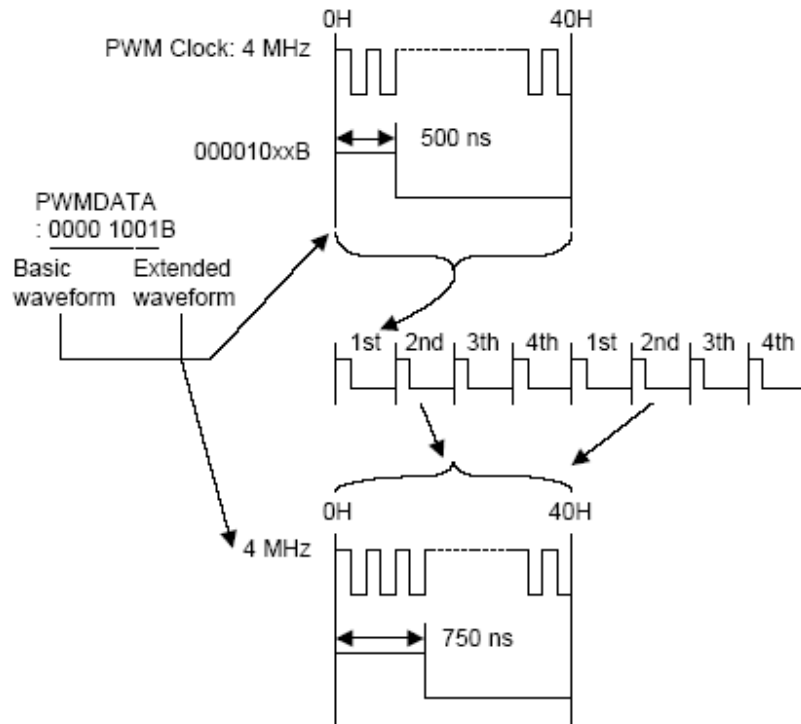 0H 40H
PWM Clock: 4 MHz
500 ns
000010xxB
PWMDATA
: 0000 1001B
Basic waveform
Extended waveform
1st 2nd 3th 4th 1st 2nd 3th 4th
0H 40H
4 MHz
750 ns